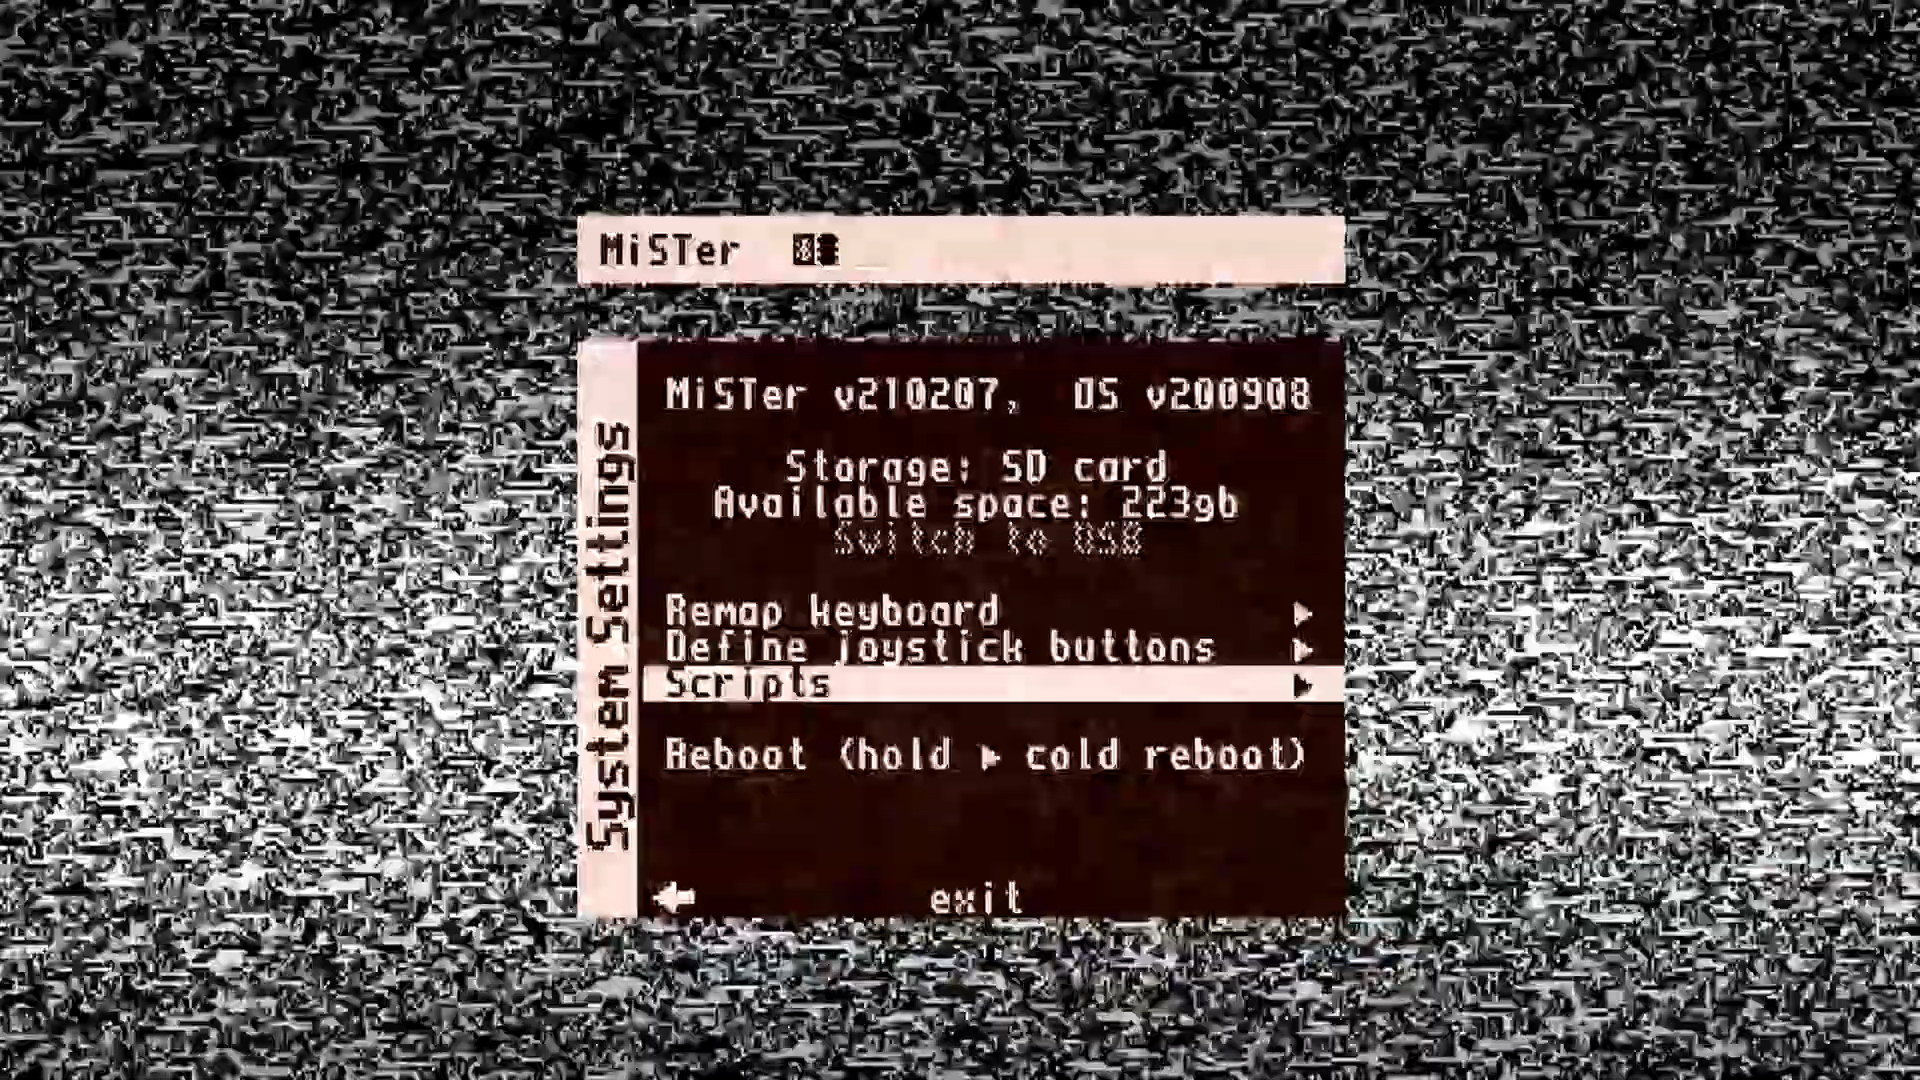 MiSTer
System Settings
MiSTer v210207, OS v200908
Storage: SD card
Available space: 223gb
Switch to USB
Remap keyboard
Define joystick buttons
Scripts
Reboot (hold ► cold reboot)
exit